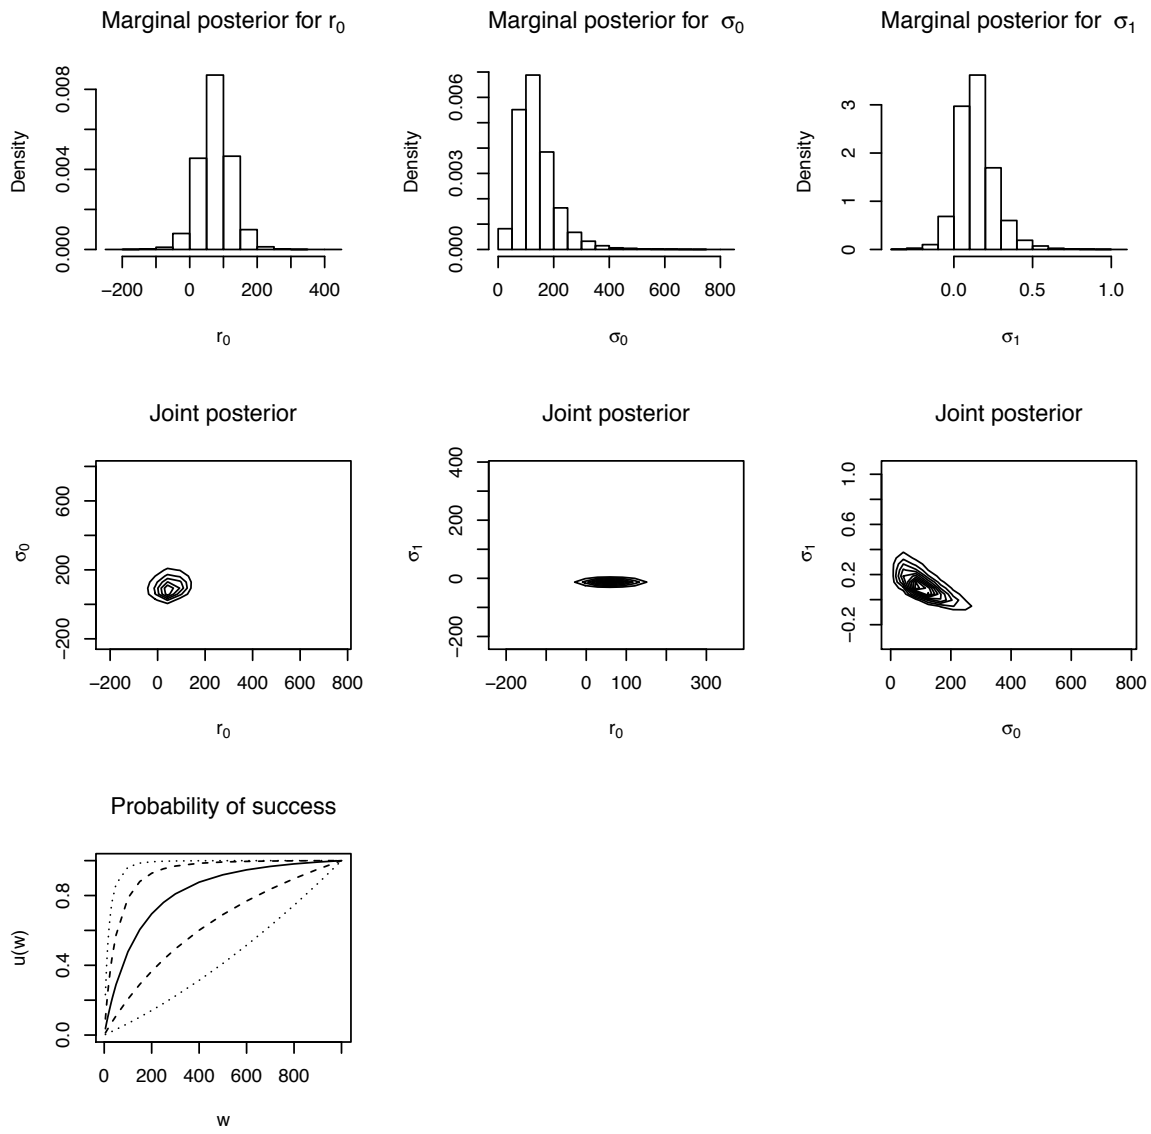 Marginal posterior for r₀
Density
0.000 0.004 0.008
−200 0 200 400
r₀
Marginal posterior for σ₀
Density
0.000 0.003 0.006
0 200 400 600 800
σ₀
Marginal posterior for σ₁
Density
0 1 2 3
0.0 0.5 1.0
σ₁
Joint posterior
σ₀
−200 200 600
−200 0 200 400 600 800
r₀
Joint posterior
σ₁
−200 0 200 400
−200 0 100 300
r₀
Joint posterior
σ₁
−0.2 0.2 0.6 1.0
0 200 400 600 800
σ₀
Probability of success
u(w)
0.0 0.4 0.8
0 200 400 600 800
w